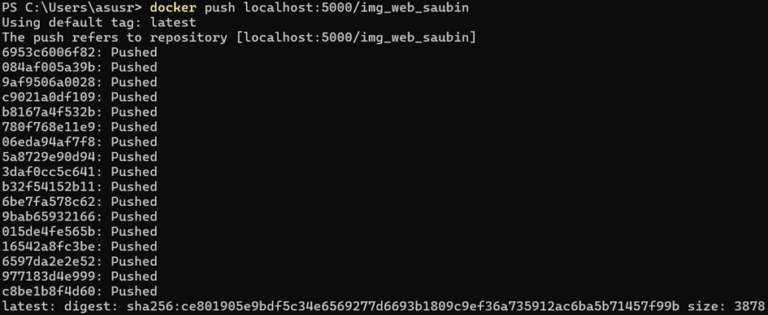 PS C:\Users\asusr> docker push localhost:5000/img_web_saubin
Using default tag: latest
The push refers to repository [localhost:5000/img_web_saubin]
6953c6006f82: Pushed
084af005a39b: Pushed
9af9506a0028: Pushed
c9021a0df109: Pushed
b8167a4f532b: Pushed
780f768e11e9: Pushed
06eda94af7f8: Pushed
5a8729e90d94: Pushed
3daf0cc5c641: Pushed
b32f54152b11: Pushed
6be7fa578c62: Pushed
9bab65932166: Pushed
015de4fe565b: Pushed
16542a8fc3be: Pushed
6597da2e2e52: Pushed
977183d4e999: Pushed
c8be1b8f4d60: Pushed
latest: digest: sha256:ce801905e9bdf5c34e6569277d6693b1809c9ef36a735912ac6ba5b71457f99b size: 3878